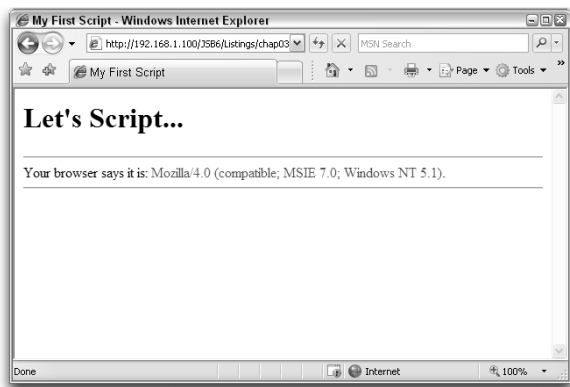 My First Script - Windows Internet Explorer
http://192.168.1.100/JSB6/Listings/chap03
MSN Search
My First Script
Page
Tools
Let's Script...
Your browser says it is: Mozilla/4.0 (compatible; MSIE 7.0; Windows NT 5.1).
Done
Internet
100%